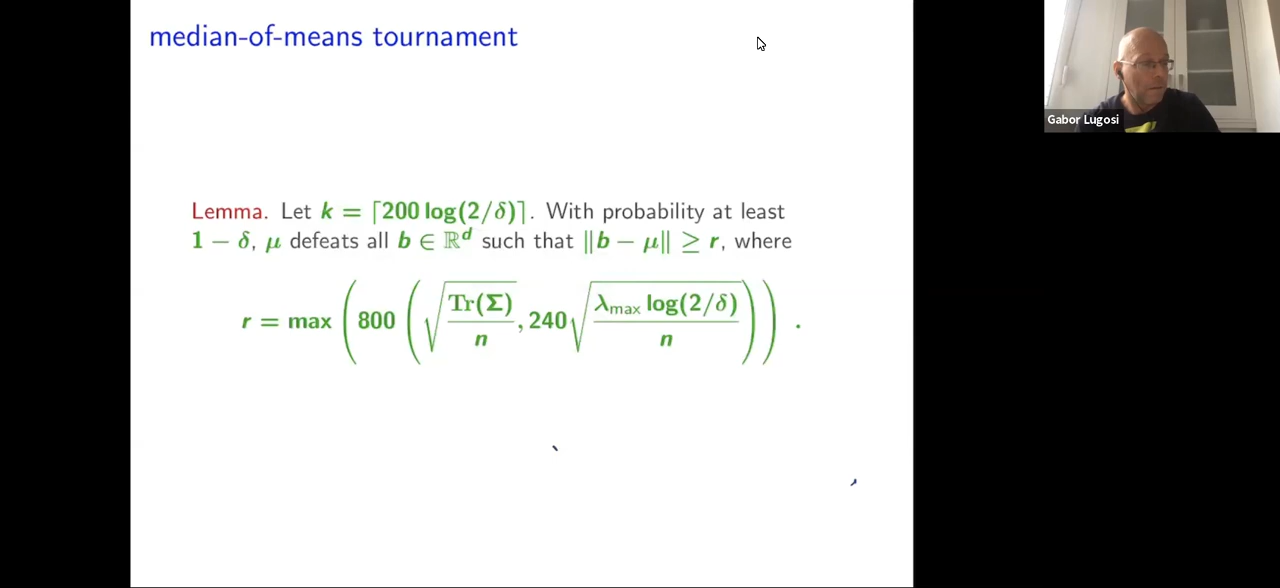 median-of-means tournament
Gabor Lugosi
Lemma. Let k = ⌈200 log(2/δ)⌉. With probability at least
1 − δ, μ defeats all b ∈ ℝ^d such that ‖b − μ‖ ≥ r, where
r = max ( 800 ( √(Tr(Σ)/n) , 240 √(λ_max log(2/δ)/n) ) ) .